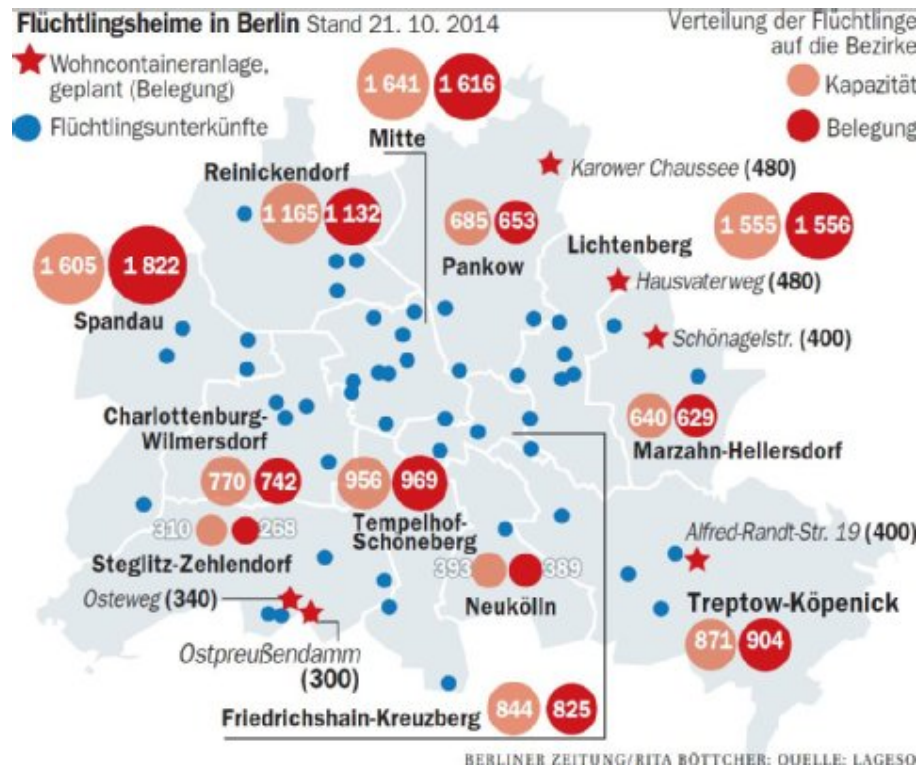 Flüchtlingsheime in Berlin Stand 21. 10. 2014
Wohncontaineranlage,
geplant (Belegung)
Flüchtlingsunterkünfte
Verteilung der Flüchtlinge
auf die Bezirke
Kapazität
Belegung
1 641 1 616
Mitte
Karower Chaussee (480)
Reinickendorf
1 165 1 132
685 653
Pankow
1 555 1 556
Lichtenberg
Hausvaterweg (480)
1 605 1 822
Spandau
Schönagelstr. (400)
640 629
Marzahn-Hellersdorf
Charlottenburg-
Wilmersdorf
770 742
956 969
Tempelhof-
Schöneberg
310 268
Steglitz-Zehlendorf
393 389
Neukölln
Alfred-Randt-Str. 19 (400)
Osteweg (340)
Treptow-Köpenick
871 904
Ostpreußendamm
(300)
Friedrichshain-Kreuzberg 844 825
BERLINER ZEITUNG/RITA BÖTTCHER; QUELLE: LAGESO